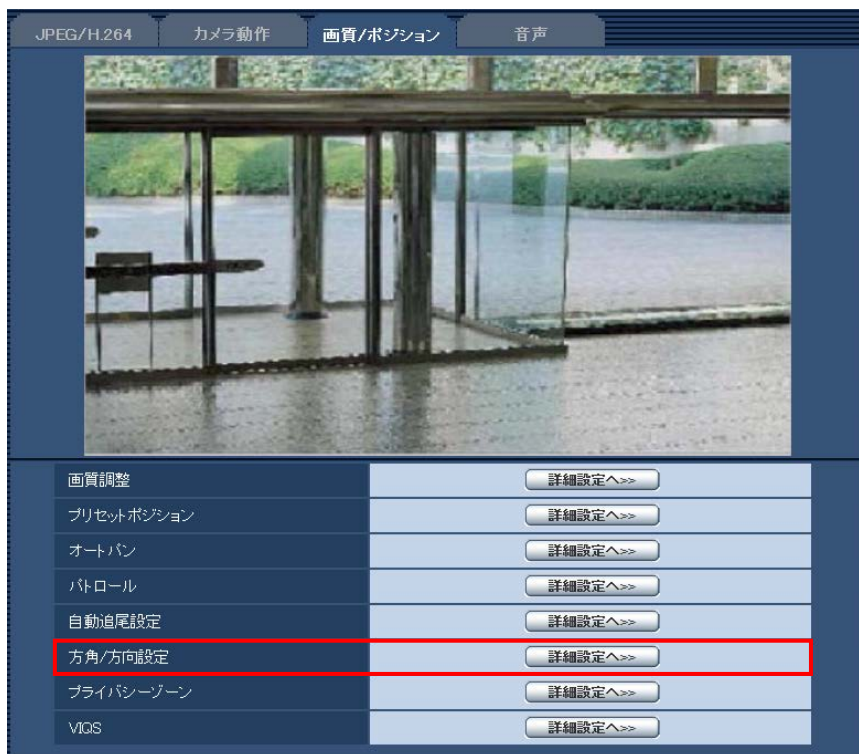 JPEG/H.264 カメラ動作 画質/ポジション 音声
画質調整 詳細設定へ>>
プリセットポジション 詳細設定へ>>
オートパン 詳細設定へ>>
パトロール 詳細設定へ>>
自動追尾設定 詳細設定へ>>
方角/方向設定 詳細設定へ>>
プライバシーゾーン 詳細設定へ>>
VIQS 詳細設定へ>>